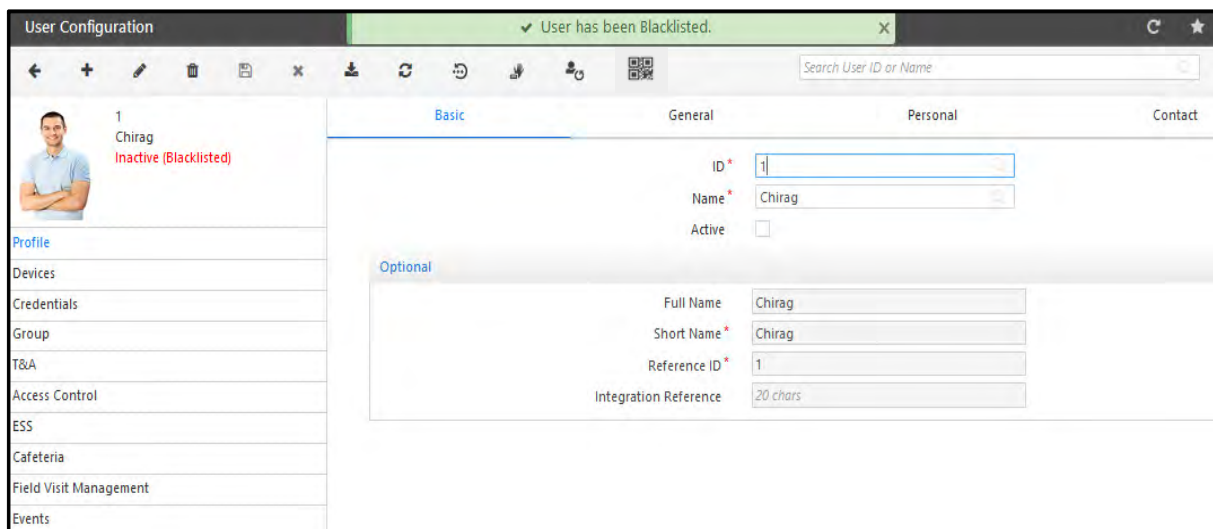 User Configuration
✔ User has been Blacklisted.
Search User ID or Name
1
Chirag
Inactive (Blacklisted)
Profile
Devices
Credentials
Group
T&A
Access Control
ESS
Cafeteria
Field Visit Management
Events
Basic General Personal Contact
ID* 1
Name* Chirag
Active
Optional
Full Name Chirag
Short Name* Chirag
Reference ID* 1
Integration Reference 20 chars